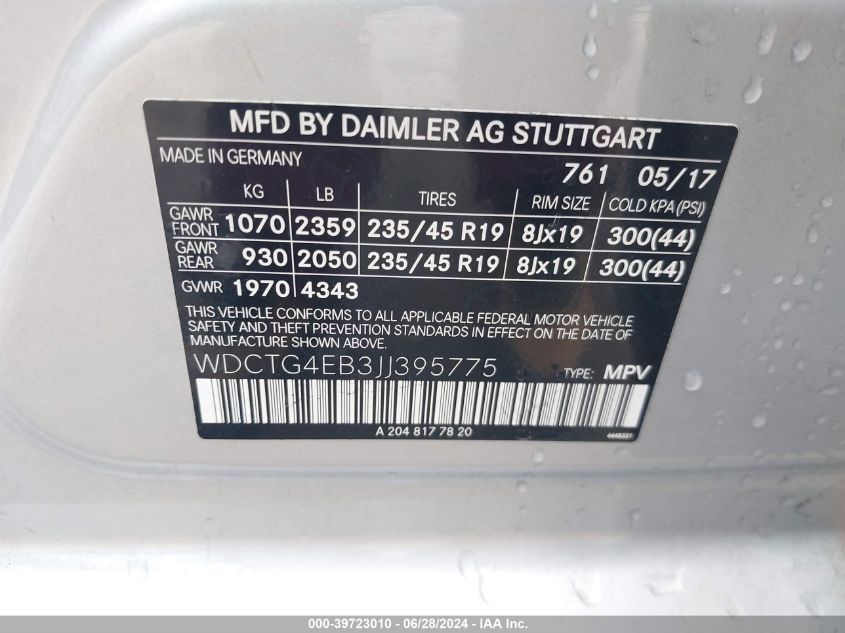 MFD BY DAIMLER AG STUTTGART
MADE IN GERMANY 761 05/17
KG LB TIRES RIM SIZE COLD KPA (PSI)
GAWR FRONT 1070 2359 235/45 R19 8Jx19 300(44)
GAWR REAR 930 2050 235/45 R19 8Jx19 300(44)
GVWR 1970 4343
THIS VEHICLE CONFORMS TO ALL APPLICABLE FEDERAL MOTOR VEHICLE
SAFETY AND THEFT PREVENTION STANDARDS IN EFFECT ON THE DATE OF
MANUFACTURE SHOWN ABOVE.
WDCTG4EB3JJ395775 TYPE: MPV
A 204 817 78 20
000-39723010 / 06/28/2024 - IAA Inc.